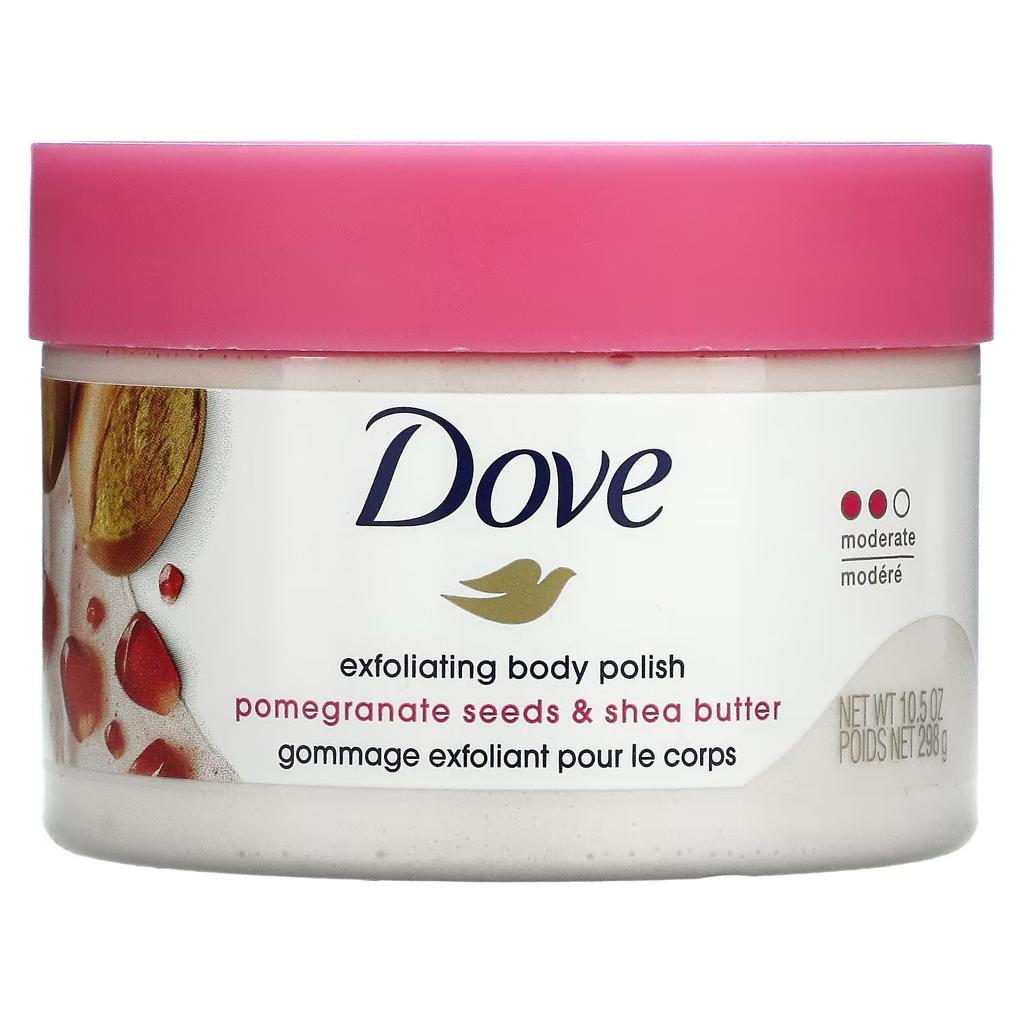 Dove
moderate
modéré
exfoliating body polish
pomegranate seeds & shea butter
gommage exfoliant pour le corps
NET WT 10.5 OZ
POIDS NET 298 g